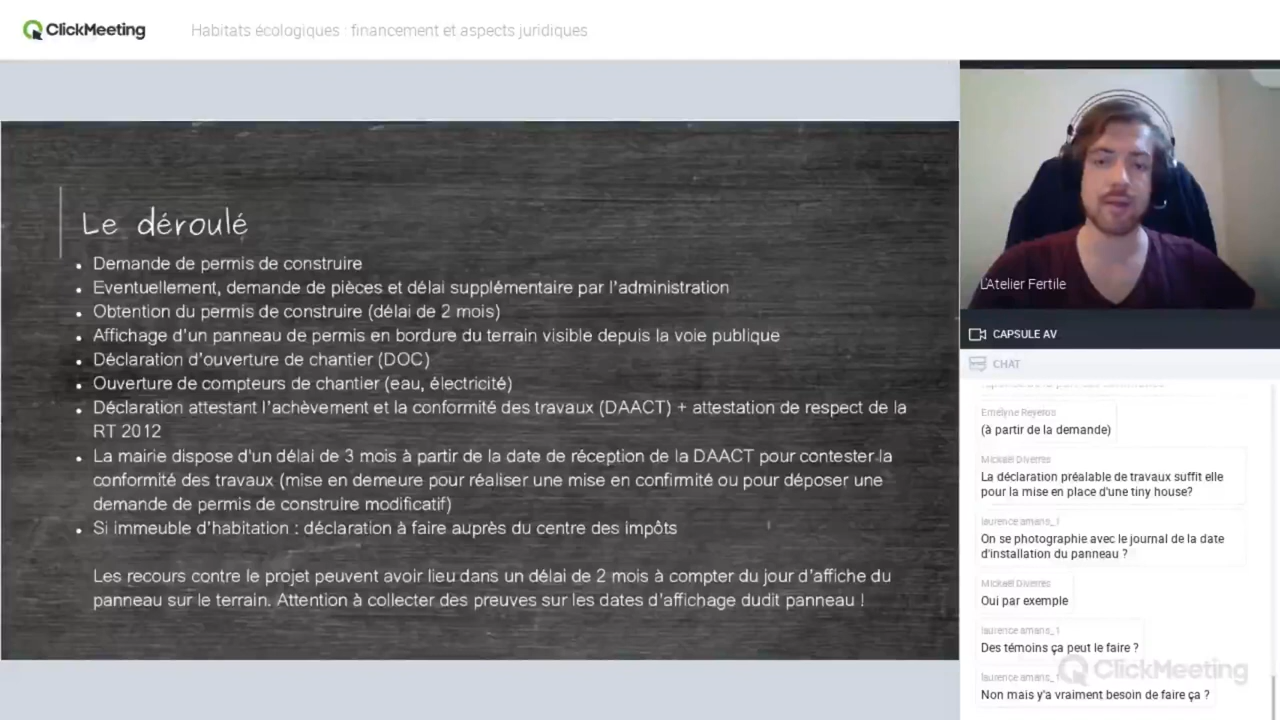 ClickMeeting
Habitats écologiques : financement et aspects juridiques
Le déroulé
• Demande de permis de construire
• Eventuellement, demande de pièces et délai supplémentaire par l'administration
• Obtention du permis de construire (délai de 2 mois)
• Affichage d'un panneau de permis en bordure du terrain visible depuis la voie publique
• Déclaration d'ouverture de chantier (DOC)
• Ouverture de compteurs de chantier (eau, électricité)
• Déclaration attestant l'achèvement et la conformité des travaux (DAACT) + attestation de respect de la
RT 2012
• La mairie dispose d'un délai de 3 mois à partir de la date de réception de la DAACT pour contester la
conformité des travaux (mise en demeure pour réaliser une mise en confirmité ou pour déposer une
demande de permis de construire modificatif)
• Si immeuble d'habitation : déclaration à faire auprès du centre des impôts
Les recours contre le projet peuvent avoir lieu dans un délai de 2 mois à compter du jour d'affiche du
panneau sur le terrain. Attention à collecter des preuves sur les dates d'affichage dudit panneau !
L'Atelier Fertile
CAPSULE AV
CHAT
Emelyne Reyerois
(à partir de la demande)
Mickaël Diverres
La déclaration préalable de travaux suffit elle
pour la mise en place d'une tiny house?
laurence amans_1
On se photographie avec le journal de la date
d'installation du panneau ?
Mickaël Diverres
Oui par exemple
laurence amans_1
Des témoins ça peut le faire ?
ClickMeeting
laurence amans_1
Non mais y'a vraiment besoin de faire ça ?